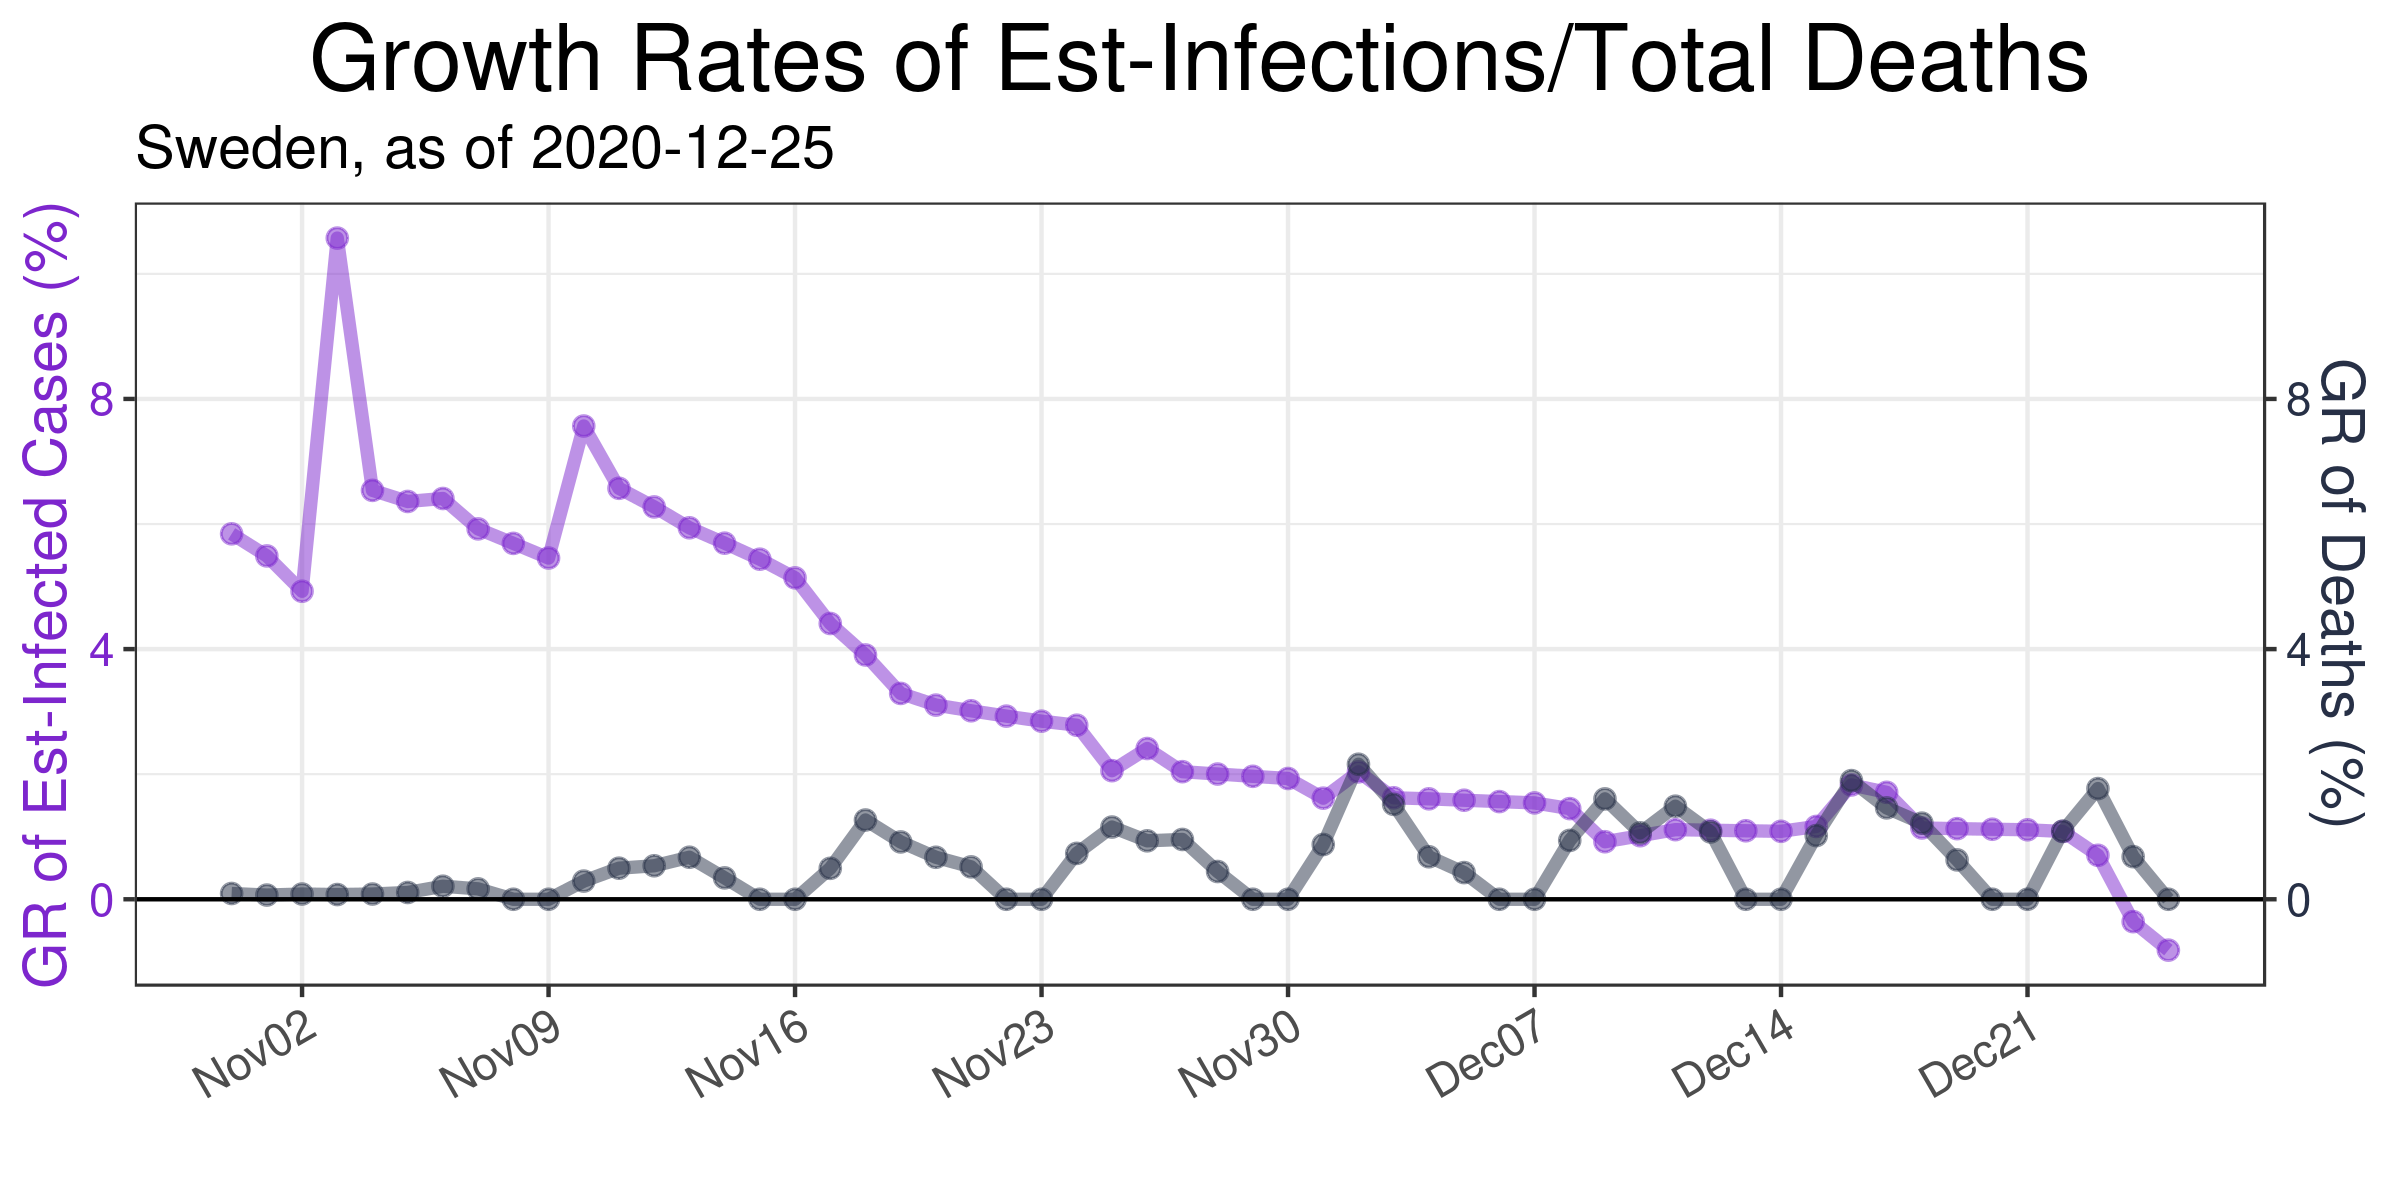 Growth Rates of Est-Infections/Total Deaths
Sweden, as of 2020-12-25
GR of Est-Infected Cases (%)
8
4
0
8
4
0
GR of Deaths (%)
Nov02
Nov09
Nov16
Nov23
Nov30
Dec07
Dec14
Dec21